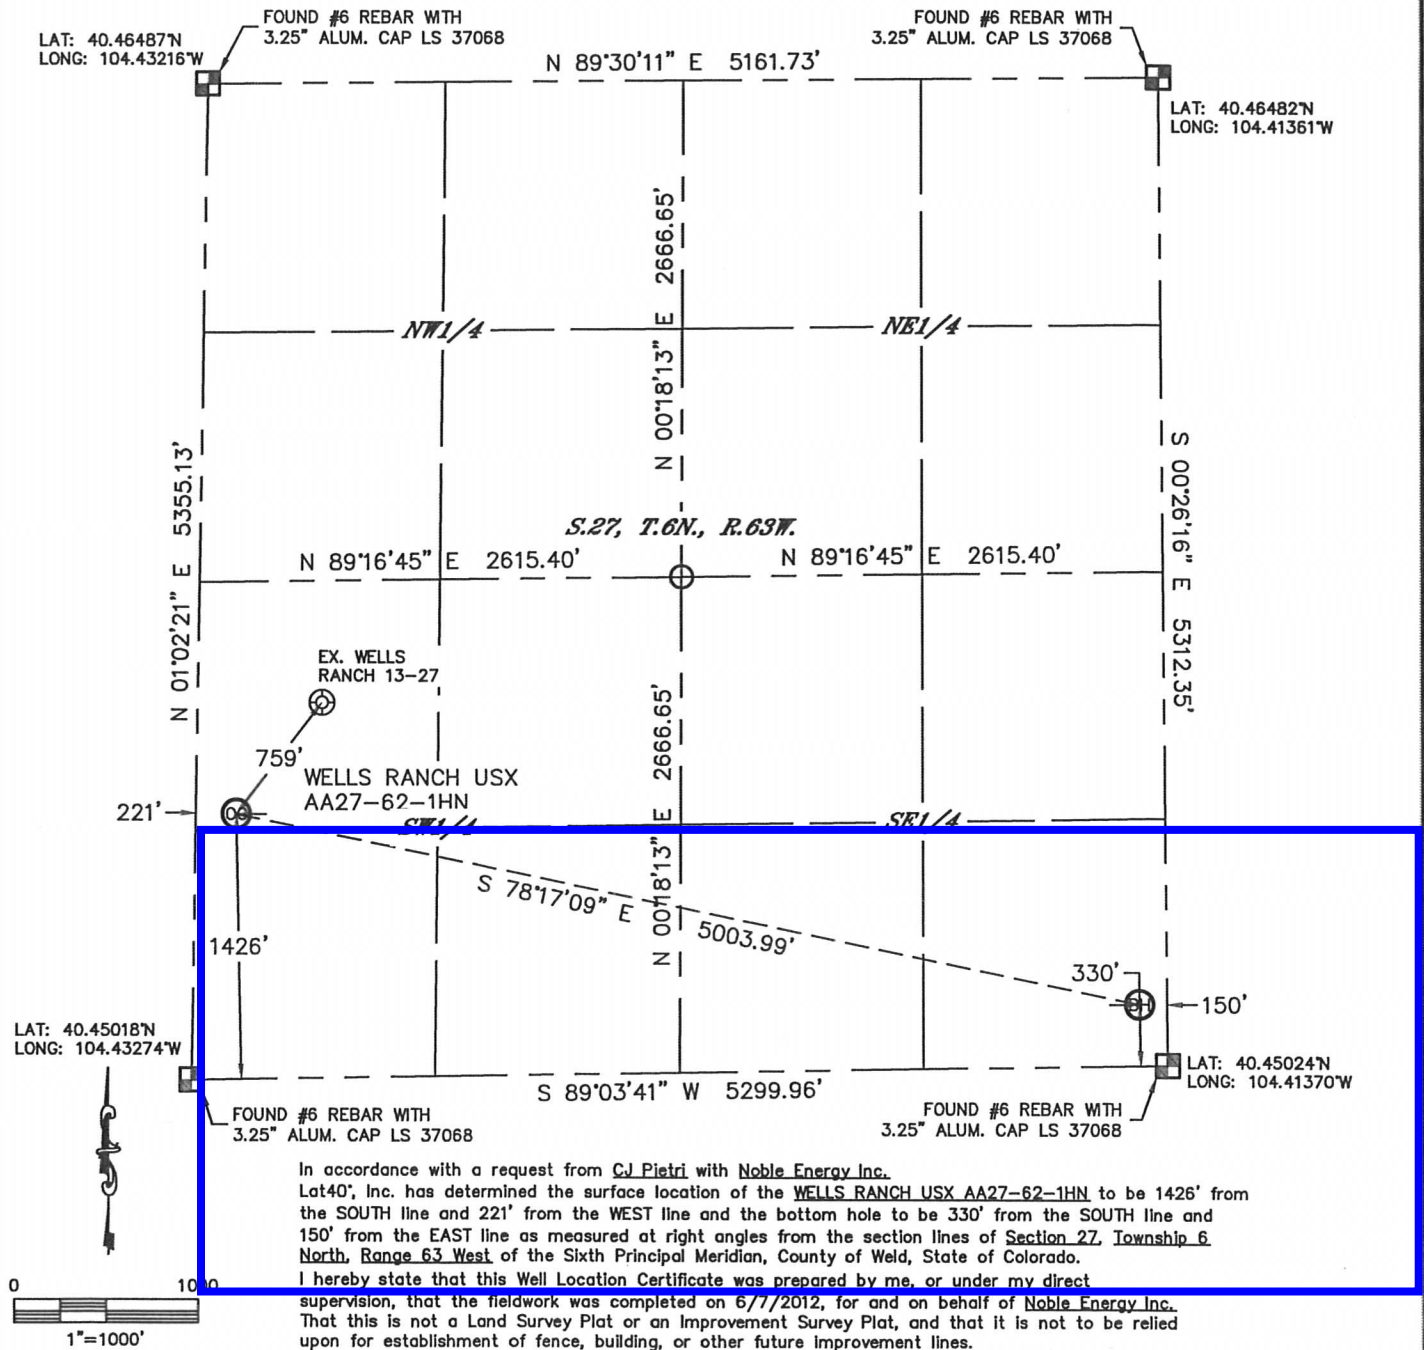 FOUND #6 REBAR WITH
3.25" ALUM. CAP LS 37068
LAT: 40.46487°N
LONG: 104.43216°W
FOUND #6 REBAR WITH
3.25" ALUM. CAP LS 37068
N 89°30'11" E 5161.73'
LAT: 40.46482°N
LONG: 104.41361°W
N 00°18'13" E 2666.65'
NW1/4
NE1/4
N 01°02'21" E 5355.13'
S 00°26'16" E 5312.35'
S.27, T.6N., R.63W.
N 89°16'45" E 2615.40'
N 89°16'45" E 2615.40'
EX. WELLS
RANCH 13-27
759'
WELLS RANCH USX
AA27-62-1HN
221'
SW1/4
SE1/4
N 00°18'13" E 2666.65'
S 78°17'09" E 5003.99'
1426'
330'
BH
150'
LAT: 40.45018°N
LONG: 104.43274°W
LAT: 40.45024°N
LONG: 104.41370°W
S 89°03'41" W 5299.96'
FOUND #6 REBAR WITH
3.25" ALUM. CAP LS 37068
FOUND #6 REBAR WITH
3.25" ALUM. CAP LS 37068
In accordance with a request from CJ Pietri with Noble Energy Inc.
Lat40°, Inc. has determined the surface location of the WELLS RANCH USX AA27-62-1HN to be 1426' from
the SOUTH line and 221' from the WEST line and the bottom hole to be 330' from the SOUTH line and
150' from the EAST line as measured at right angles from the section lines of Section 27, Township 6
North, Range 63 West of the Sixth Principal Meridian, County of Weld, State of Colorado.
I hereby state that this Well Location Certificate was prepared by me, or under my direct
supervision, that the fieldwork was completed on 6/7/2012, for and on behalf of Noble Energy Inc.
That this is not a Land Survey Plat or an Improvement Survey Plat, and that it is not to be relied
upon for establishment of fence, building, or other future improvement lines.
0 1000
1"=1000'